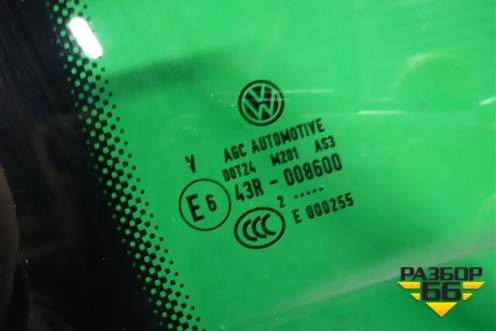 AGC AUTOMOTIVE
V DOT24 M201 AS3
E6 43R - 008600
2 .....
CCC E 000255
РАЗБОР
66